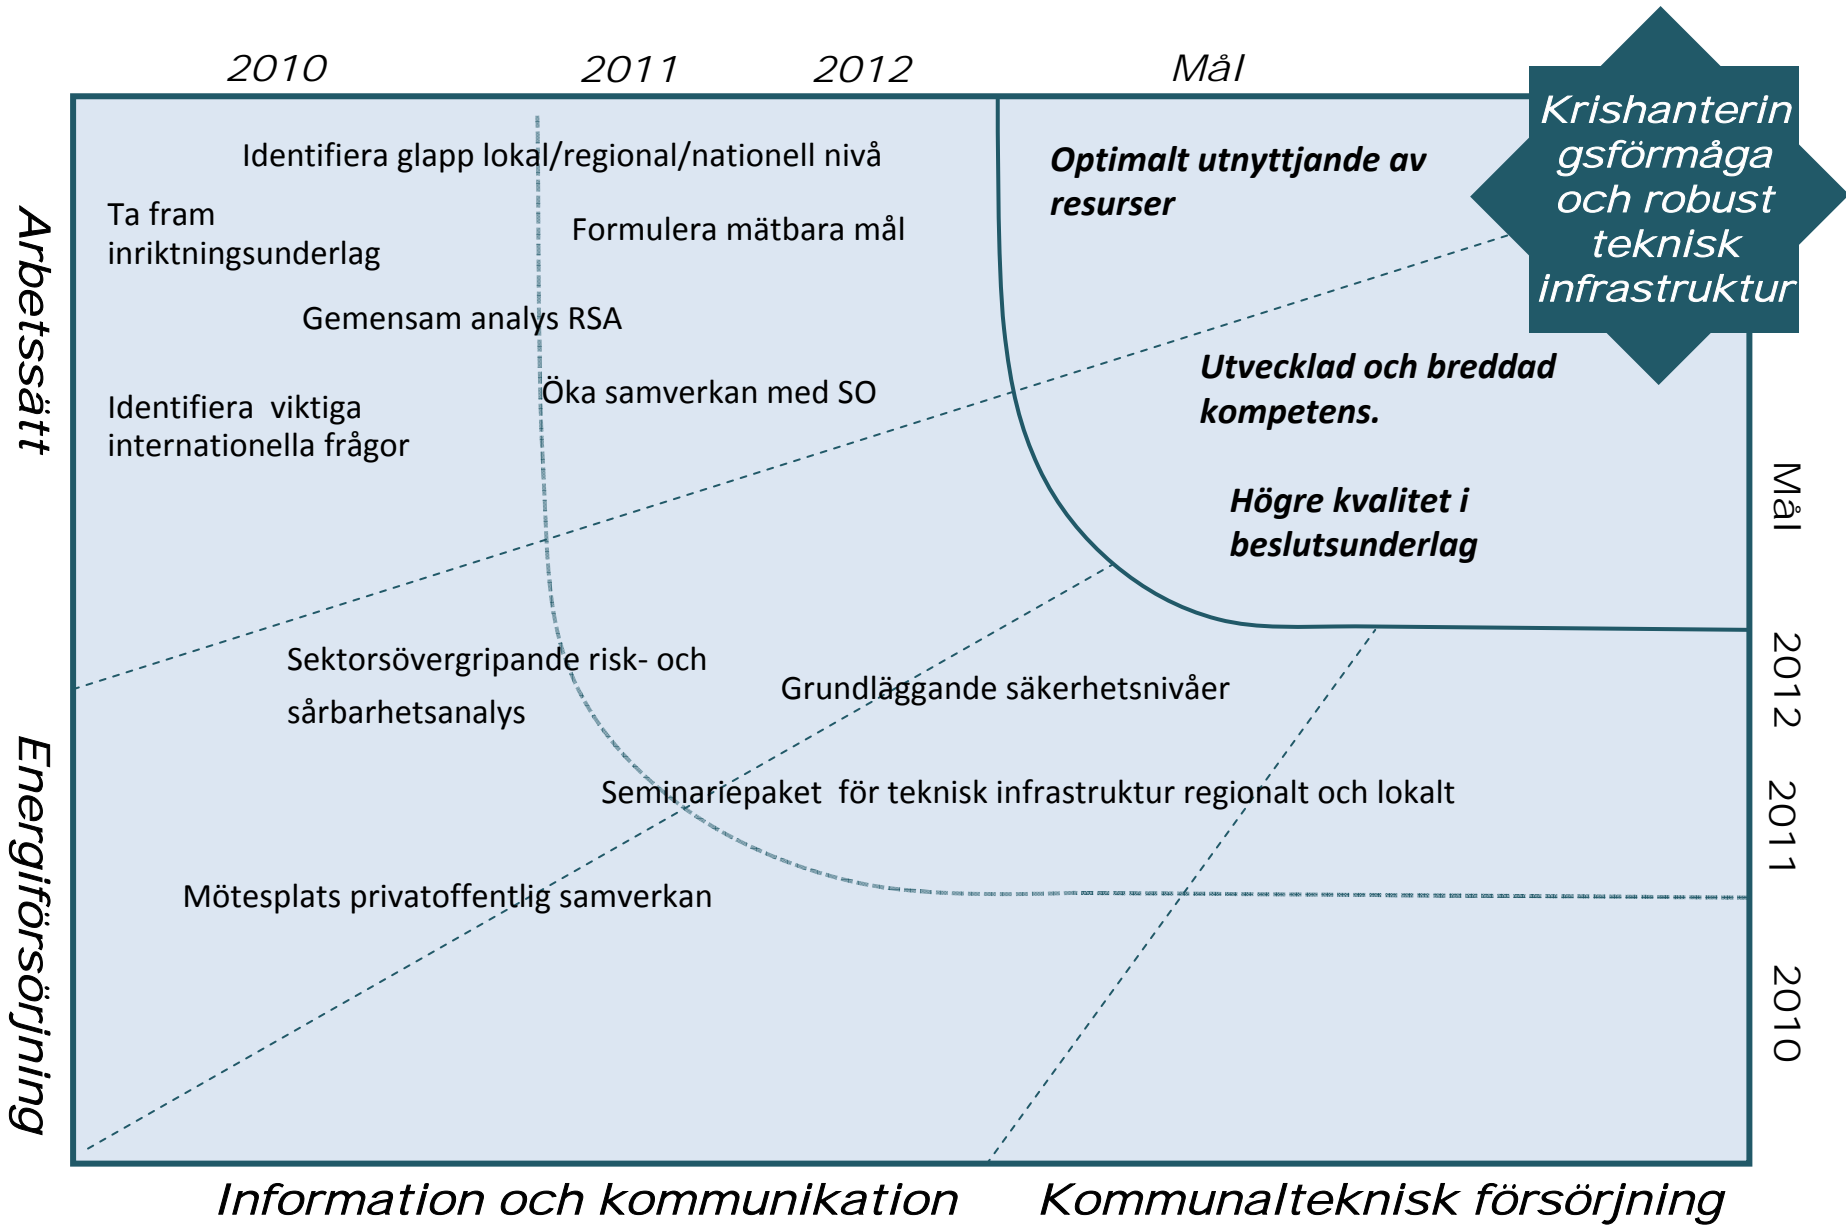 2010
2011
2012
Mål
Krishanterin
gsförmåga
och robust
teknisk
infrastruktur
Arbetssätt
Identifiera glapp lokal/regional/nationell nivå
Ta fram
inriktningsunderlag
Formulera mätbara mål
Gemensam analys RSA
Öka samverkan med SO
Identifiera  viktiga
internationella frågor
Optimalt utnyttjande av
resurser
Utvecklad och breddad
kompetens.
Högre kvalitet i
beslutsunderlag
Mål
2012
2011
2010
Energiförsörjning
Sektorsövergripande risk- och
sårbarhetsanalys
Grundläggande säkerhetsnivåer
Seminariepaket  för teknisk infrastruktur regionalt och lokalt
Mötesplats privatoffentlig samverkan
Information och kommunikation
Kommunalteknisk försörjning